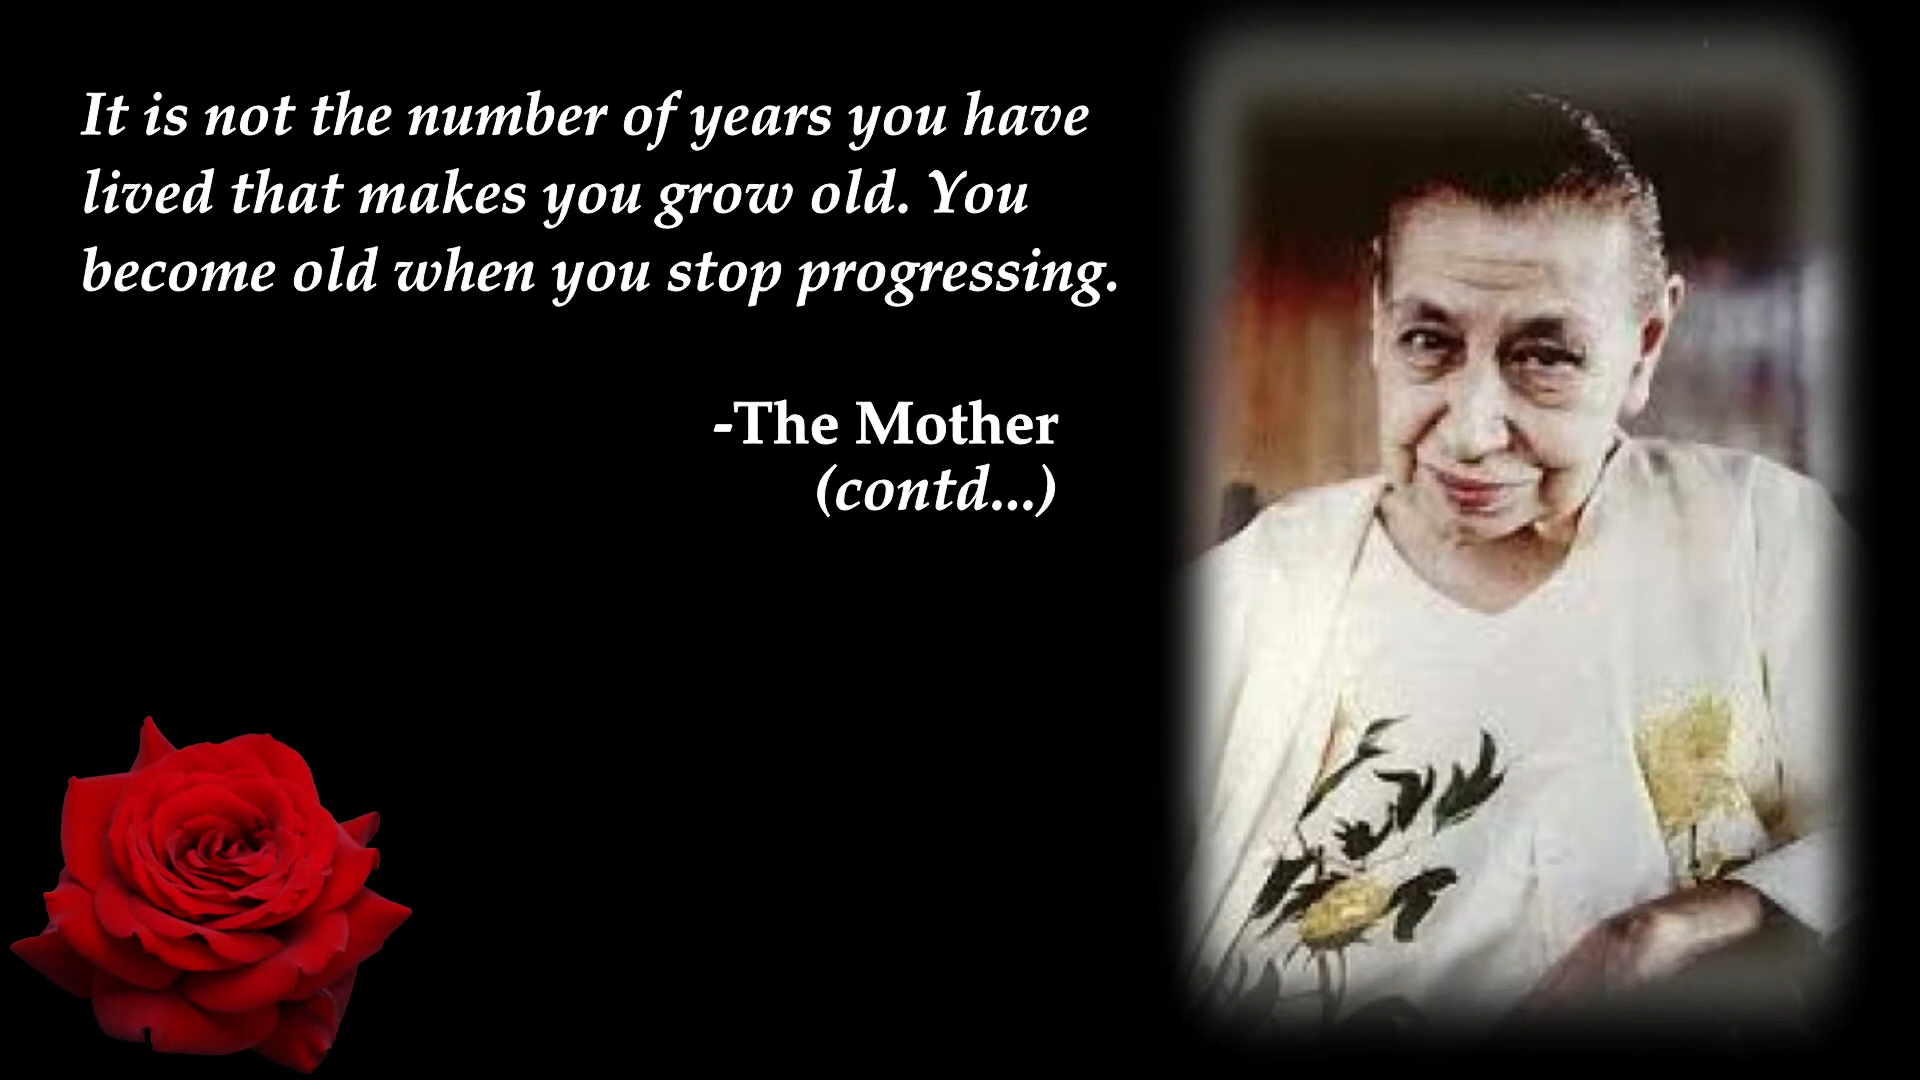 It is not the number of years you have
lived that makes you grow old. You
become old when you stop progressing.
-The Mother
(contd...)